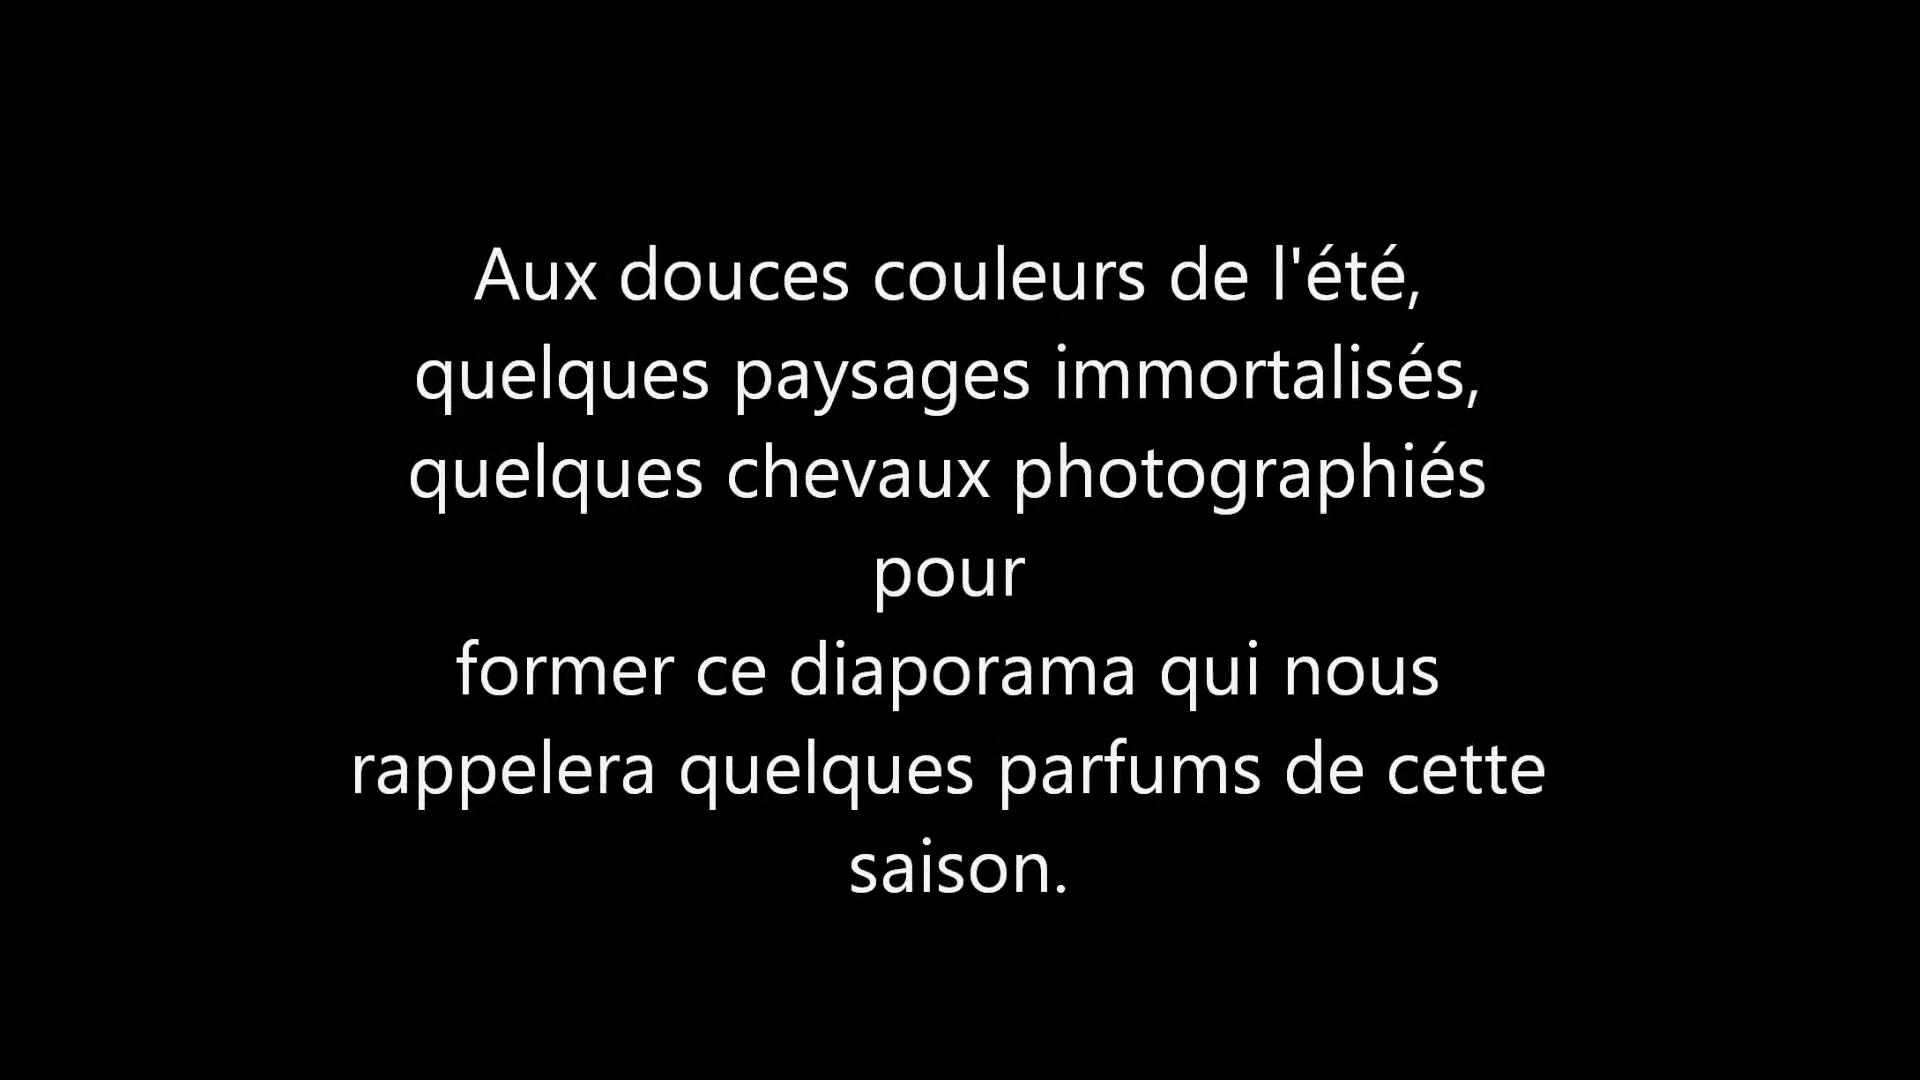 Aux douces couleurs de l'été,
quelques paysages immortalisés,
quelques chevaux photographiés
pour
former ce diaporama qui nous
rappelera quelques parfums de cette
saison.